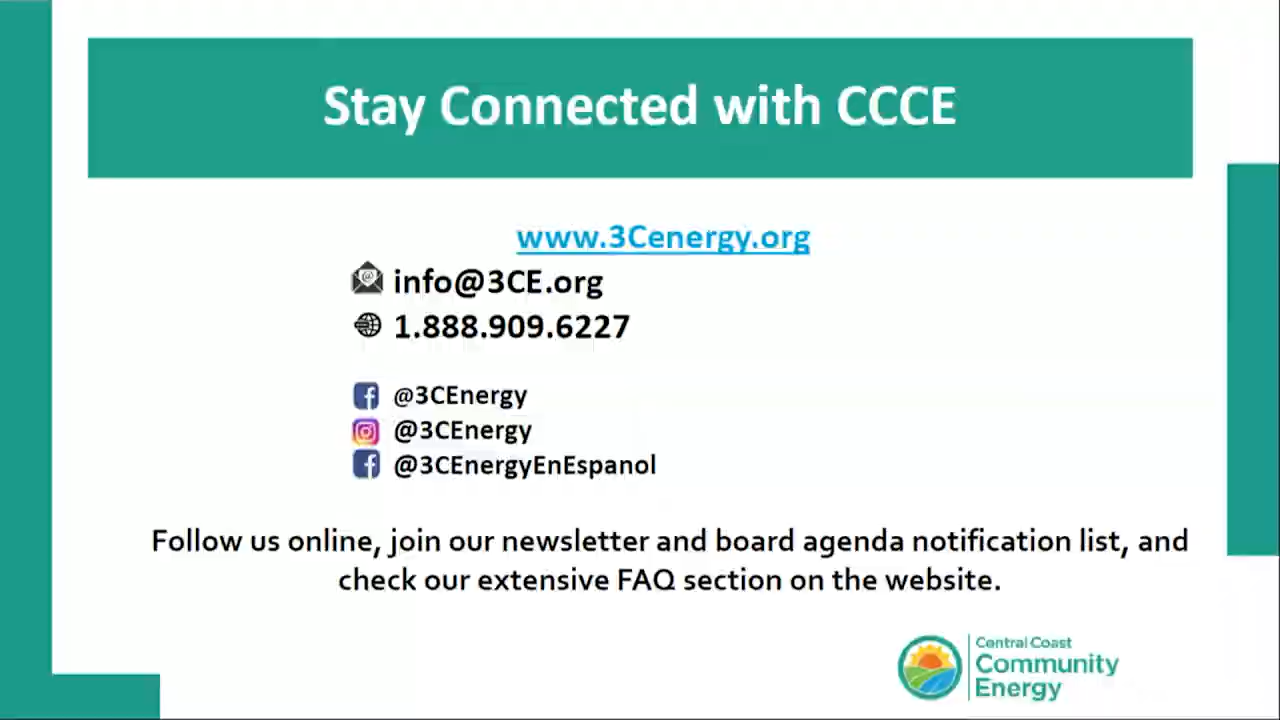 Stay Connected with CCCE
www.3Cenergy.org
info@3CE.org
1.888.909.6227
@3CEnergy
@3CEnergy
@3CEnergyEnEspanol
Follow us online, join our newsletter and board agenda notification list, and
check our extensive FAQ section on the website.
Central Coast
Community
Energy